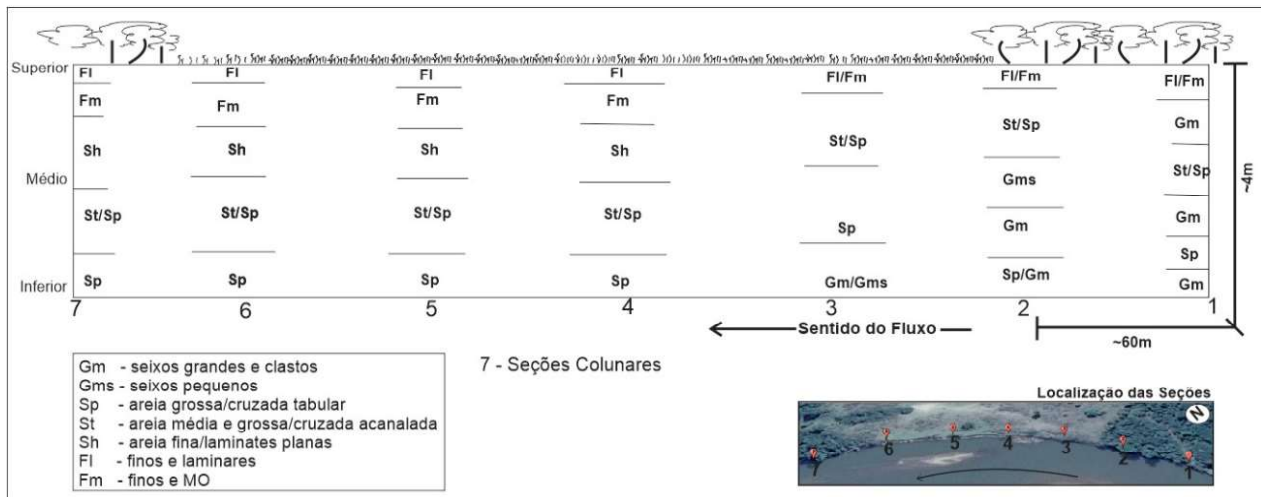 Superior
Médio
Inferior
Fl
Fm
Sh
St/Sp
Sp
7
Fl
Fm
Sh
St/Sp
Sp
6
Fl
Fm
Sh
St/Sp
Sp
5
Fl
Fm
Sh
St/Sp
Sp
4
Fl/Fm
St/Sp
Sp
Gm/Gms
3
Fl/Fm
St/Sp
Gms
Gm
Sp/Gm
2
Fl/Fm
Gm
St/Sp
Gm
Sp
Gm
1
~4m
Sentido do Fluxo
~60m
Gm - seixos grandes e clastos
Gms - seixos pequenos
Sp - areia grossa/cruzada tabular
St - areia média e grossa/cruzada acanalada
Sh - areia fina/laminates planas
Fl - finos e laminares
Fm - finos e MO
7 - Seções Colunares
Localização das Seções
N
7 6 5 4 3 2 1